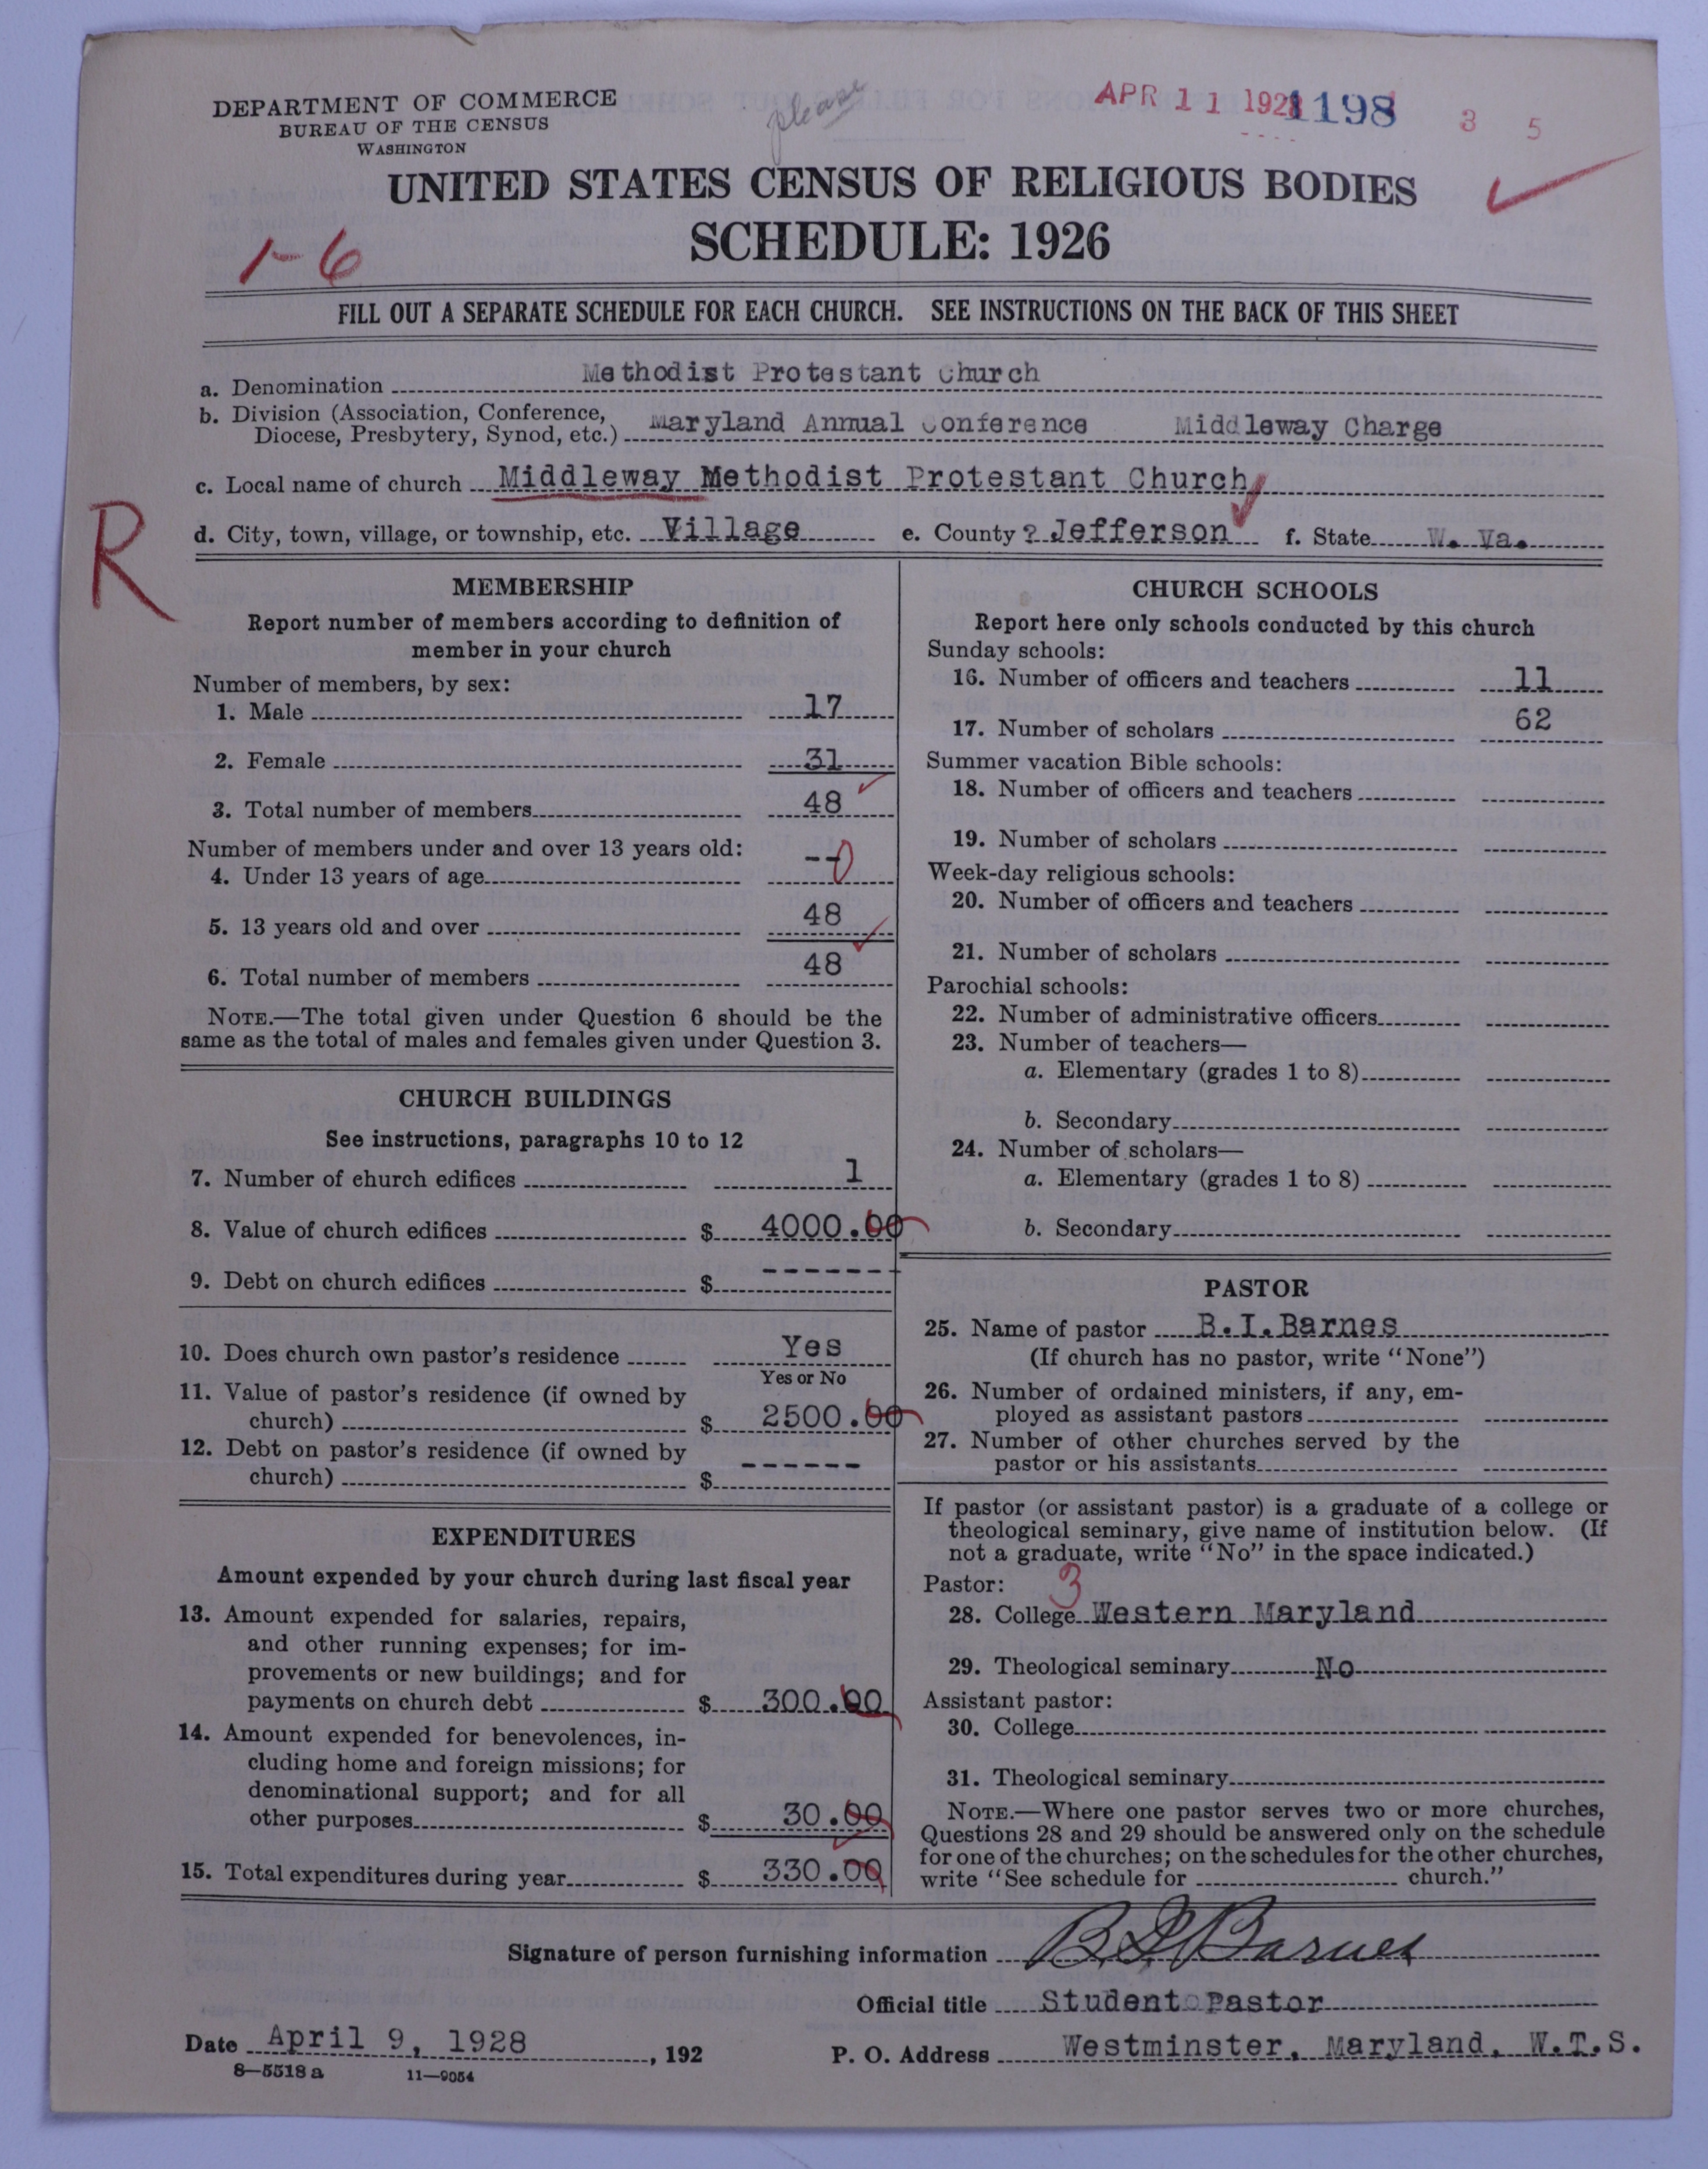 DEPARTMENT OF COMMERCE
BUREAU OF THE CENSUS
WASHINGTON
please
APR 11 1928
1198
3 5
UNITED STATES CENSUS OF RELIGIOUS BODIES
SCHEDULE: 1926
1-6
FILL OUT A SEPARATE SCHEDULE FOR EACH CHURCH. SEE INSTRUCTIONS ON THE BACK OF THIS SHEET
a. Denomination Methodist Protestant Church
b. Division (Association, Conference,
Diocese, Presbytery, Synod, etc.) Maryland Annual Conference Middleway Charge
c. Local name of church Middleway Methodist Protestant Church
R
d. City, town, village, or township, etc. Village e. County ? Jefferson f. State W. Va.
MEMBERSHIP
Report number of members according to definition of
member in your church
Number of members, by sex:
1. Male 17
2. Female 31
3. Total number of members 48
Number of members under and over 13 years old:
4. Under 13 years of age --0
5. 13 years old and over 48
6. Total number of members 48
NOTE.—The total given under Question 6 should be the
same as the total of males and females given under Question 3.
CHURCH BUILDINGS
See instructions, paragraphs 10 to 12
7. Number of church edifices 1
8. Value of church edifices $ 4000.00
9. Debt on church edifices $ -------
10. Does church own pastor's residence Yes
Yes or No
11. Value of pastor's residence (if owned by
church) $ 2500.00
12. Debt on pastor's residence (if owned by
church) $ ------
EXPENDITURES
Amount expended by your church during last fiscal year
13. Amount expended for salaries, repairs,
and other running expenses; for im-
provements or new buildings; and for
payments on church debt $ 300.00
14. Amount expended for benevolences, in-
cluding home and foreign missions; for
denominational support; and for all
other purposes $ 30.00
15. Total expenditures during year $ 330.00
CHURCH SCHOOLS
Report here only schools conducted by this church
Sunday schools:
16. Number of officers and teachers 11
17. Number of scholars 62
Summer vacation Bible schools:
18. Number of officers and teachers
19. Number of scholars
Week-day religious schools:
20. Number of officers and teachers
21. Number of scholars
Parochial schools:
22. Number of administrative officers
23. Number of teachers—
a. Elementary (grades 1 to 8)
b. Secondary
24. Number of scholars—
a. Elementary (grades 1 to 8)
b. Secondary
PASTOR
25. Name of pastor B.I.Barnes
(If church has no pastor, write "None")
26. Number of ordained ministers, if any, em-
ployed as assistant pastors
27. Number of other churches served by the
pastor or his assistants
If pastor (or assistant pastor) is a graduate of a college or
theological seminary, give name of institution below. (If
not a graduate, write "No" in the space indicated.)
Pastor: 3
28. College Western Maryland
29. Theological seminary No
Assistant pastor:
30. College
31. Theological seminary
NOTE.—Where one pastor serves two or more churches,
Questions 28 and 29 should be answered only on the schedule
for one of the churches; on the schedules for the other churches,
write "See schedule for church."
Signature of person furnishing information B. I. Barnes
Official title Student Pastor
Date April 9, 1928, 192 P. O. Address Westminster, Maryland, W.T.S.
8—5518 a 11—9054